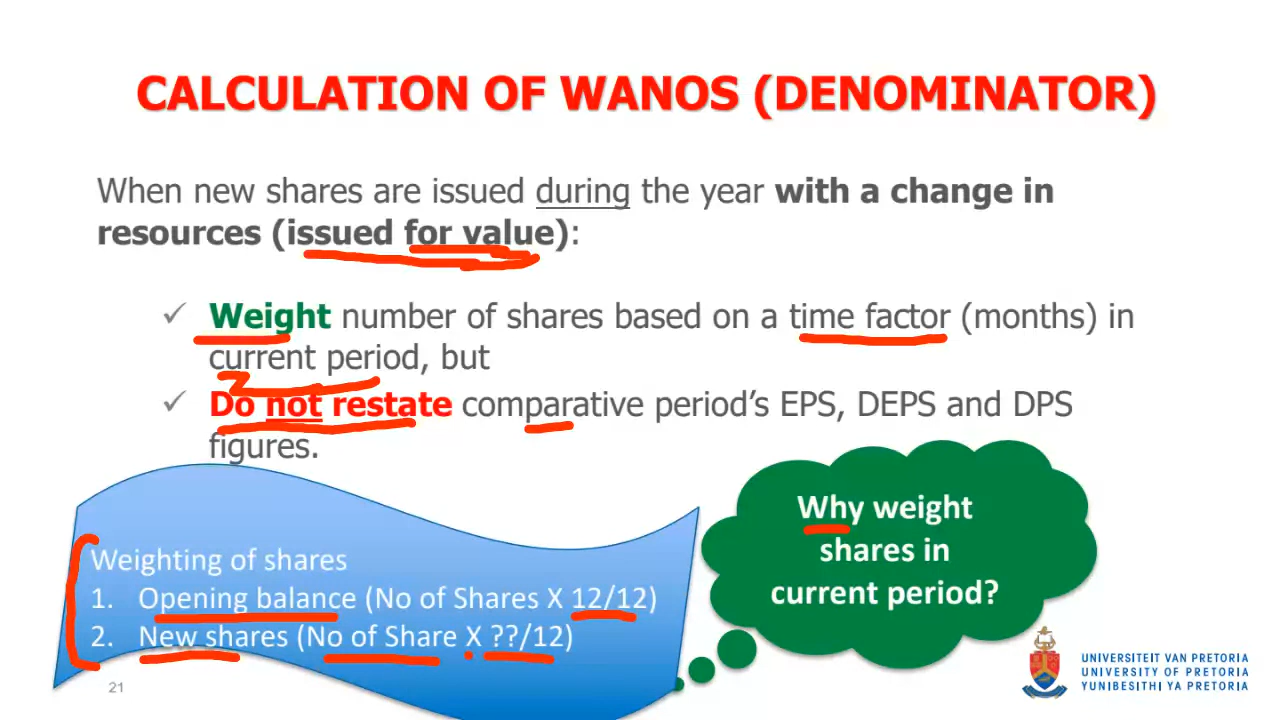 CALCULATION OF WANOS (DENOMINATOR)
When new shares are issued during the year with a change in
resources (issued for value):
✓ Weight number of shares based on a time factor (months) in
current period, but
✓ Do not restate comparative period's EPS, DEPS and DPS
figures.
Weighting of shares
1. Opening balance (No of Shares X 12/12)
2. New shares (No of Share X ??/12)
Why weight
shares in
current period?
21
UNIVERSITEIT VAN PRETORIA
UNIVERSITY OF PRETORIA
YUNIBESITHI YA PRETORIA